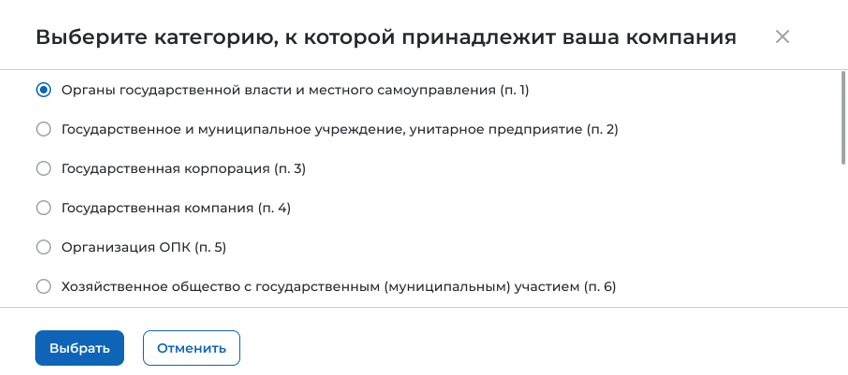 Выберите категорию, к которой принадлежит ваша компания
Органы государственной власти и местного самоуправления (п. 1)
Государственное и муниципальное учреждение, унитарное предприятие (п. 2)
Государственная корпорация (п. 3)
Государственная компания (п. 4)
Организация ОПК (п. 5)
Хозяйственное общество с государственным (муниципальным) участием (п. 6)
Выбрать
Отменить